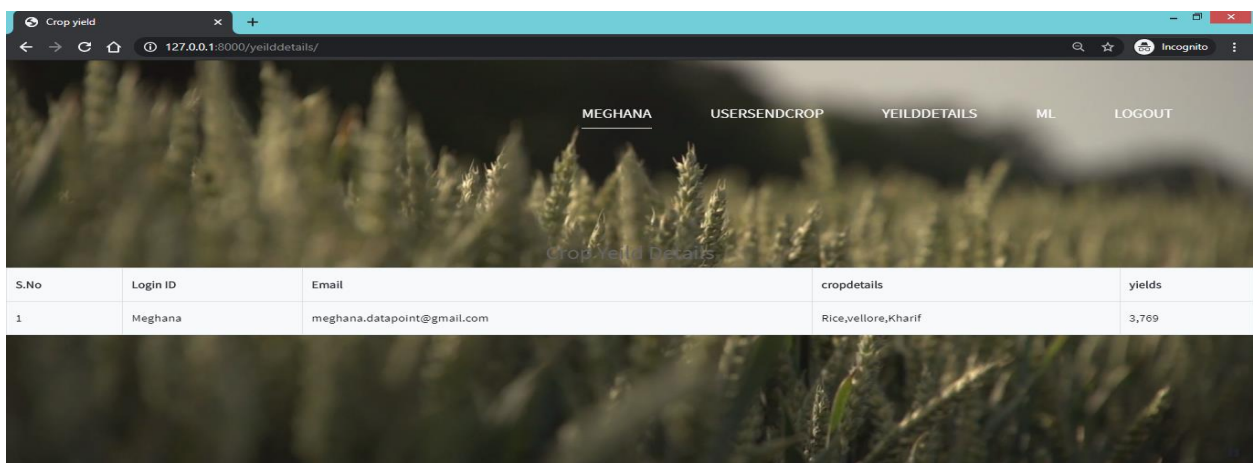 Crop yield
127.0.0.1:8000/yeilddetails/
Incognito
MEGHANA USERSENDCROP YEILDDETAILS ML LOGOUT
Crop Yeild Details
S.No Login ID Email cropdetails yields
1 Meghana meghana.datapoint@gmail.com Rice,vellore,Kharif 3,769